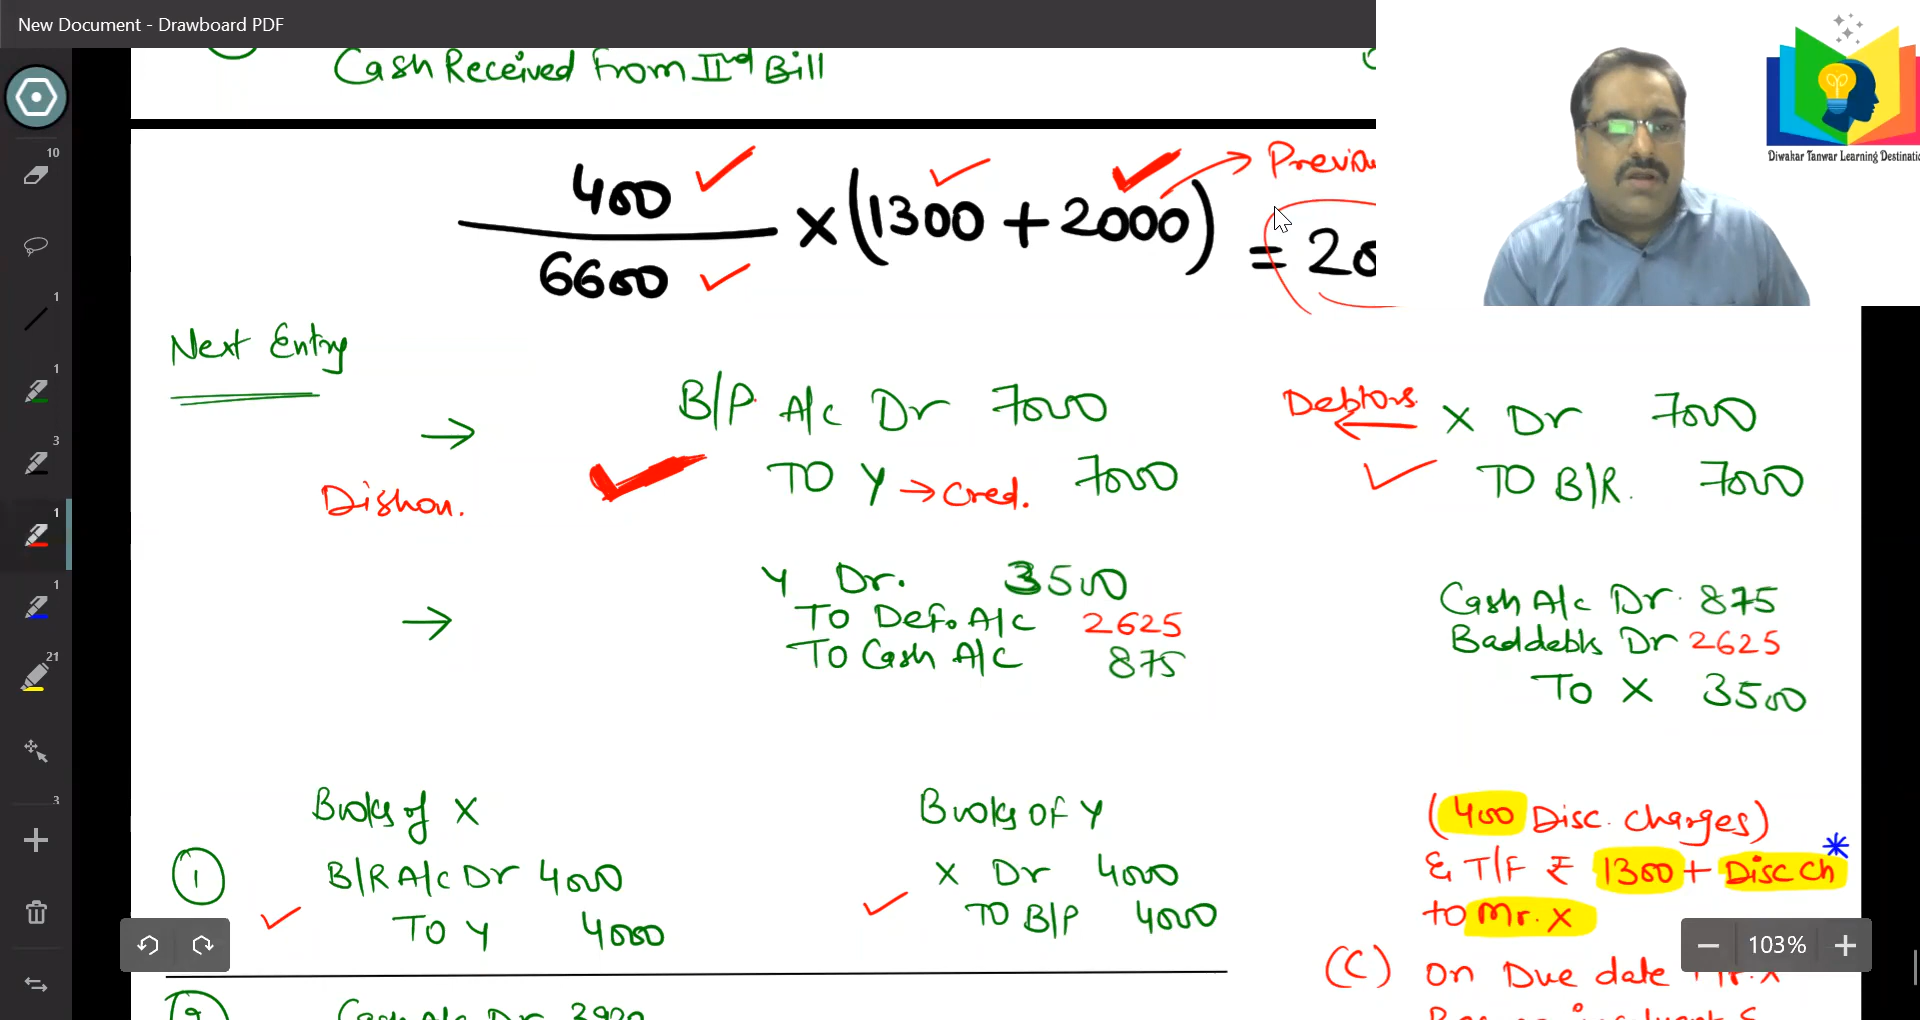 New Document - Drawboard PDF
Cash Received From IInd Bill
Diwakar Tanwar Learning Destinatio
10
1
1
3
1
1
21
3
400
6600
×(1300 + 2000)
=
Next Entry
B/P A/c Dr 7000
To Y → Cred. 7000
Debtors ← X Dr 7000
To B/R. 7000
Dishon.
Y Dr. 3500
To Def. A/c 2625
To Cash A/c 875
Cash A/c Dr. 875
Baddebts Dr 2625
To X 3500
Books of X
Books of Y
1
B/R A/c Dr 4000
To Y 4000
X Dr 4000
To B/P 4000
(400 Disc. charges)
& T/F ₹ 1300 + Disc Ch *
to Mr. X
(C) On Due date
103%